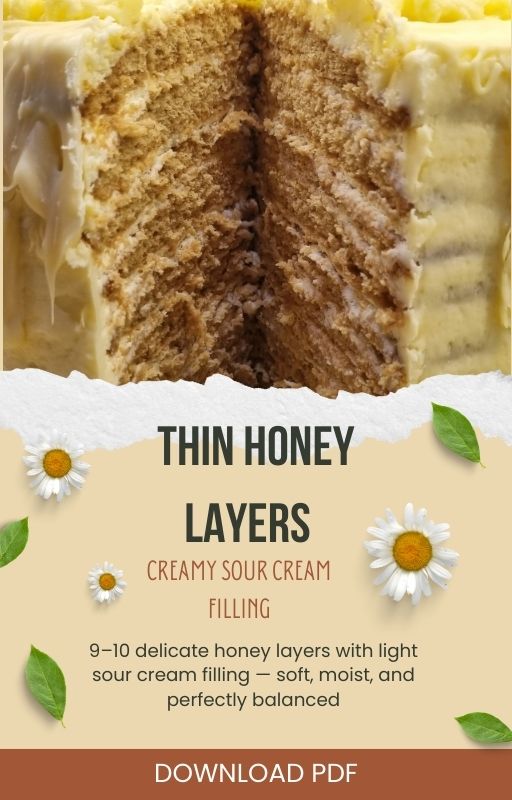 THIN HONEY
LAYERS
CREAMY SOUR CREAM
FILLING
9–10 delicate honey layers with light
sour cream filling — soft, moist, and
perfectly balanced
DOWNLOAD PDF